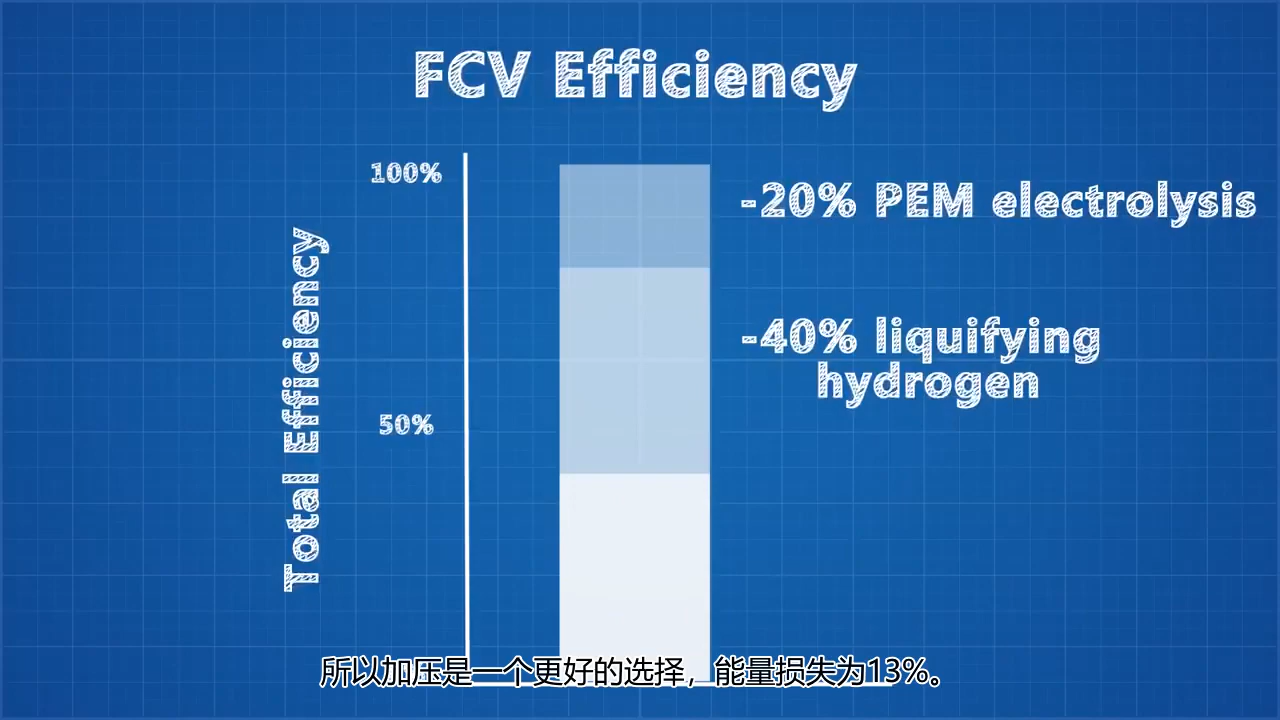 FCV Efficiency
100%
-20% PEM electrolysis
-40% liquifying
hydrogen
50%
Total Efficiency
所以加压是一个更好的选择，能量损失为13%。